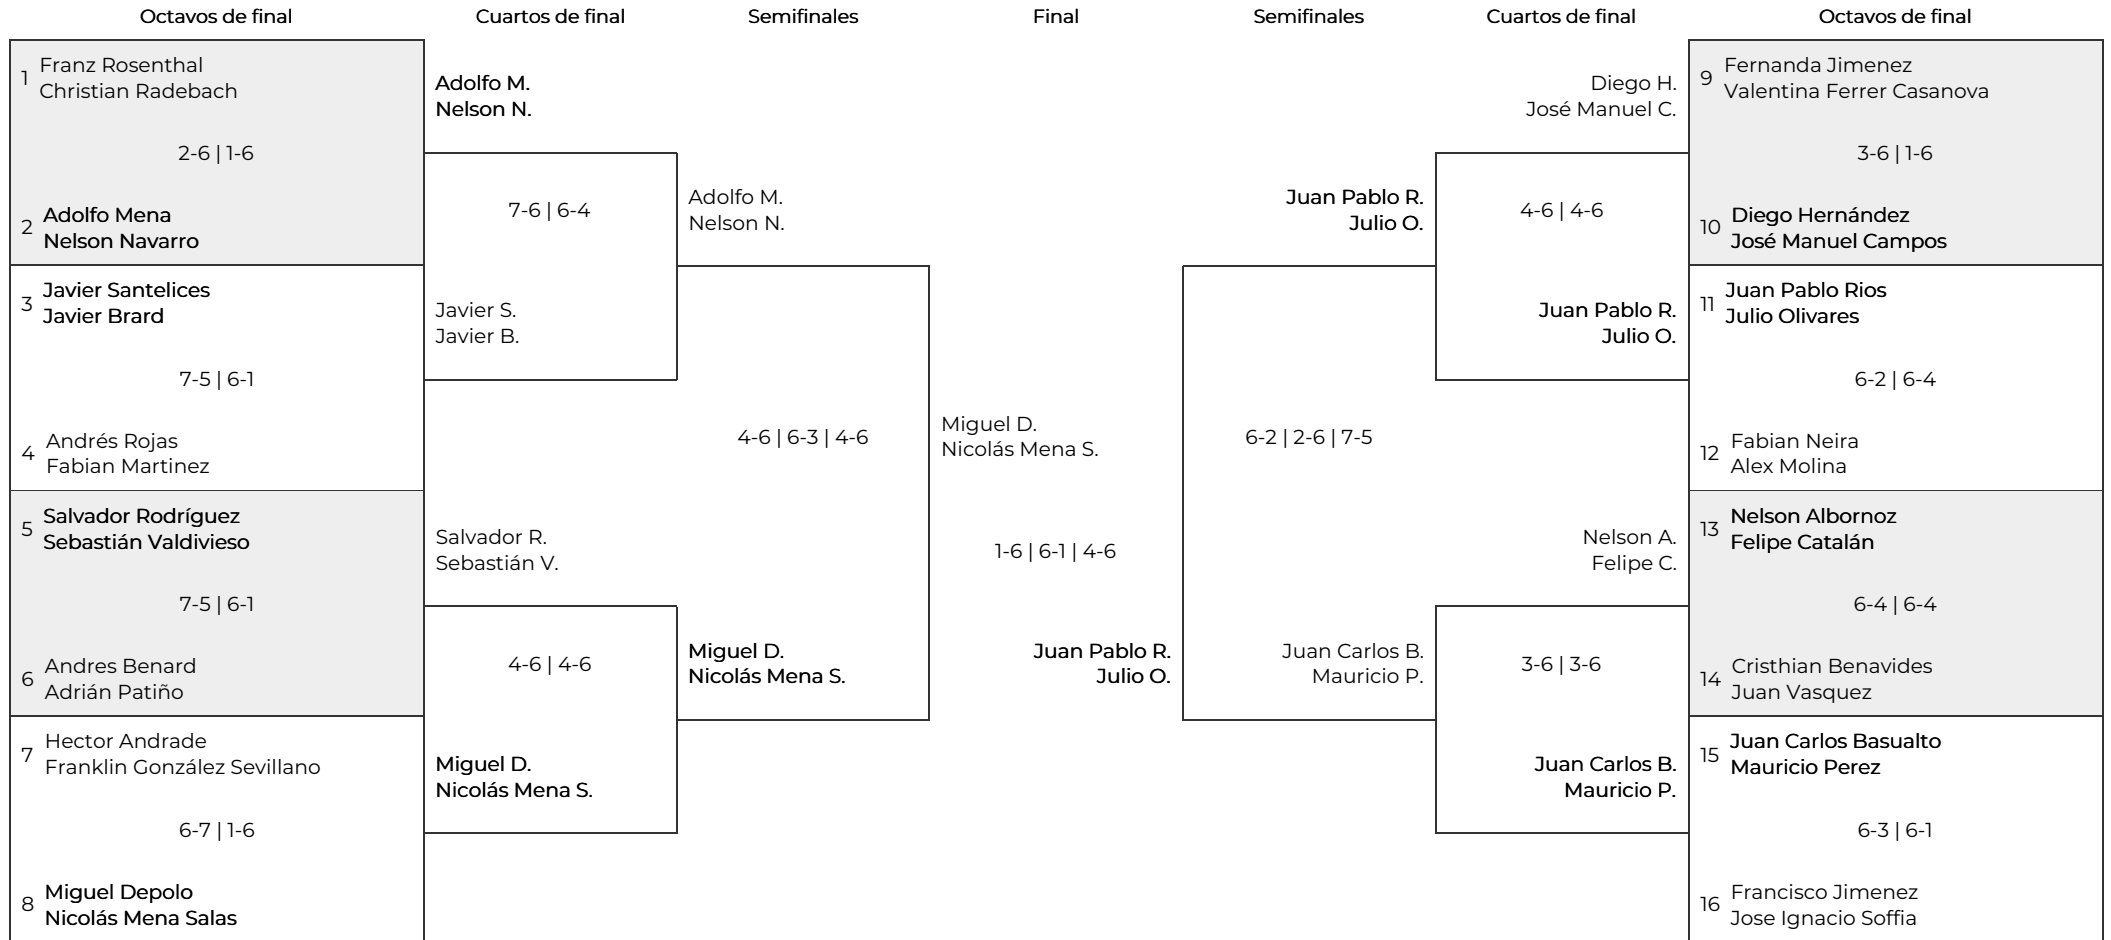 Octavos de final
Cuartos de final
Semifinales
Final
Semifinales
Cuartos de final
Octavos de final
1
Franz Rosenthal
Christian Radebach
2-6 | 1-6
2
Adolfo Mena
Nelson Navarro
3
Javier Santelices
Javier Brard
7-5 | 6-1
4
Andrés Rojas
Fabian Martinez
5
Salvador Rodríguez
Sebastián Valdivieso
7-5 | 6-1
6
Andres Benard
Adrián Patiño
7
Hector Andrade
Franklin González Sevillano
6-7 | 1-6
8
Miguel Depolo
Nicolás Mena Salas
Adolfo M.
Nelson N.
7-6 | 6-4
Javier S.
Javier B.
Salvador R.
Sebastián V.
4-6 | 4-6
Miguel D.
Nicolás Mena S.
Adolfo M.
Nelson N.
4-6 | 6-3 | 4-6
Miguel D.
Nicolás Mena S.
Miguel D.
Nicolás Mena S.
1-6 | 6-1 | 4-6
Juan Pablo R.
Julio O.
Juan Pablo R.
Julio O.
6-2 | 2-6 | 7-5
Juan Carlos B.
Mauricio P.
Diego H.
José Manuel C.
4-6 | 4-6
Juan Pablo R.
Julio O.
Nelson A.
Felipe C.
3-6 | 3-6
Juan Carlos B.
Mauricio P.
9
Fernanda Jimenez
Valentina Ferrer Casanova
3-6 | 1-6
10
Diego Hernández
José Manuel Campos
11
Juan Pablo Rios
Julio Olivares
6-2 | 6-4
12
Fabian Neira
Alex Molina
13
Nelson Albornoz
Felipe Catalán
6-4 | 6-4
14
Cristhian Benavides
Juan Vasquez
15
Juan Carlos Basualto
Mauricio Perez
6-3 | 6-1
16
Francisco Jimenez
Jose Ignacio Soffia